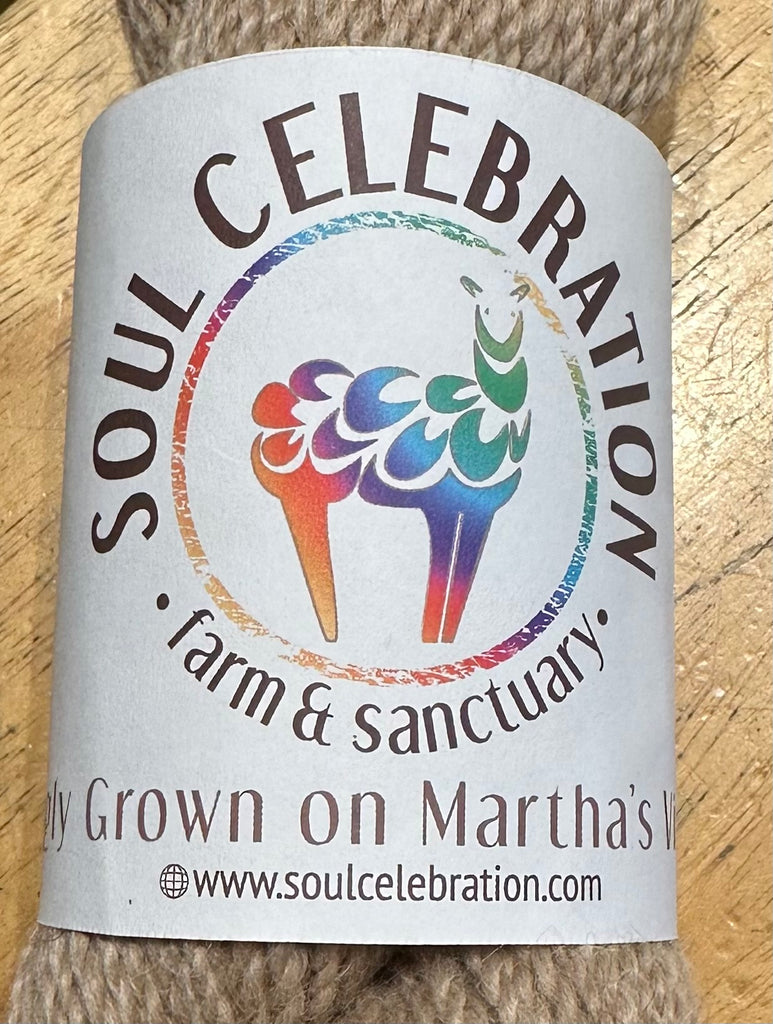 SOUL CELEBRATION
• farm & sanctuary •
Grown on Martha's
www.soulcelebration.com